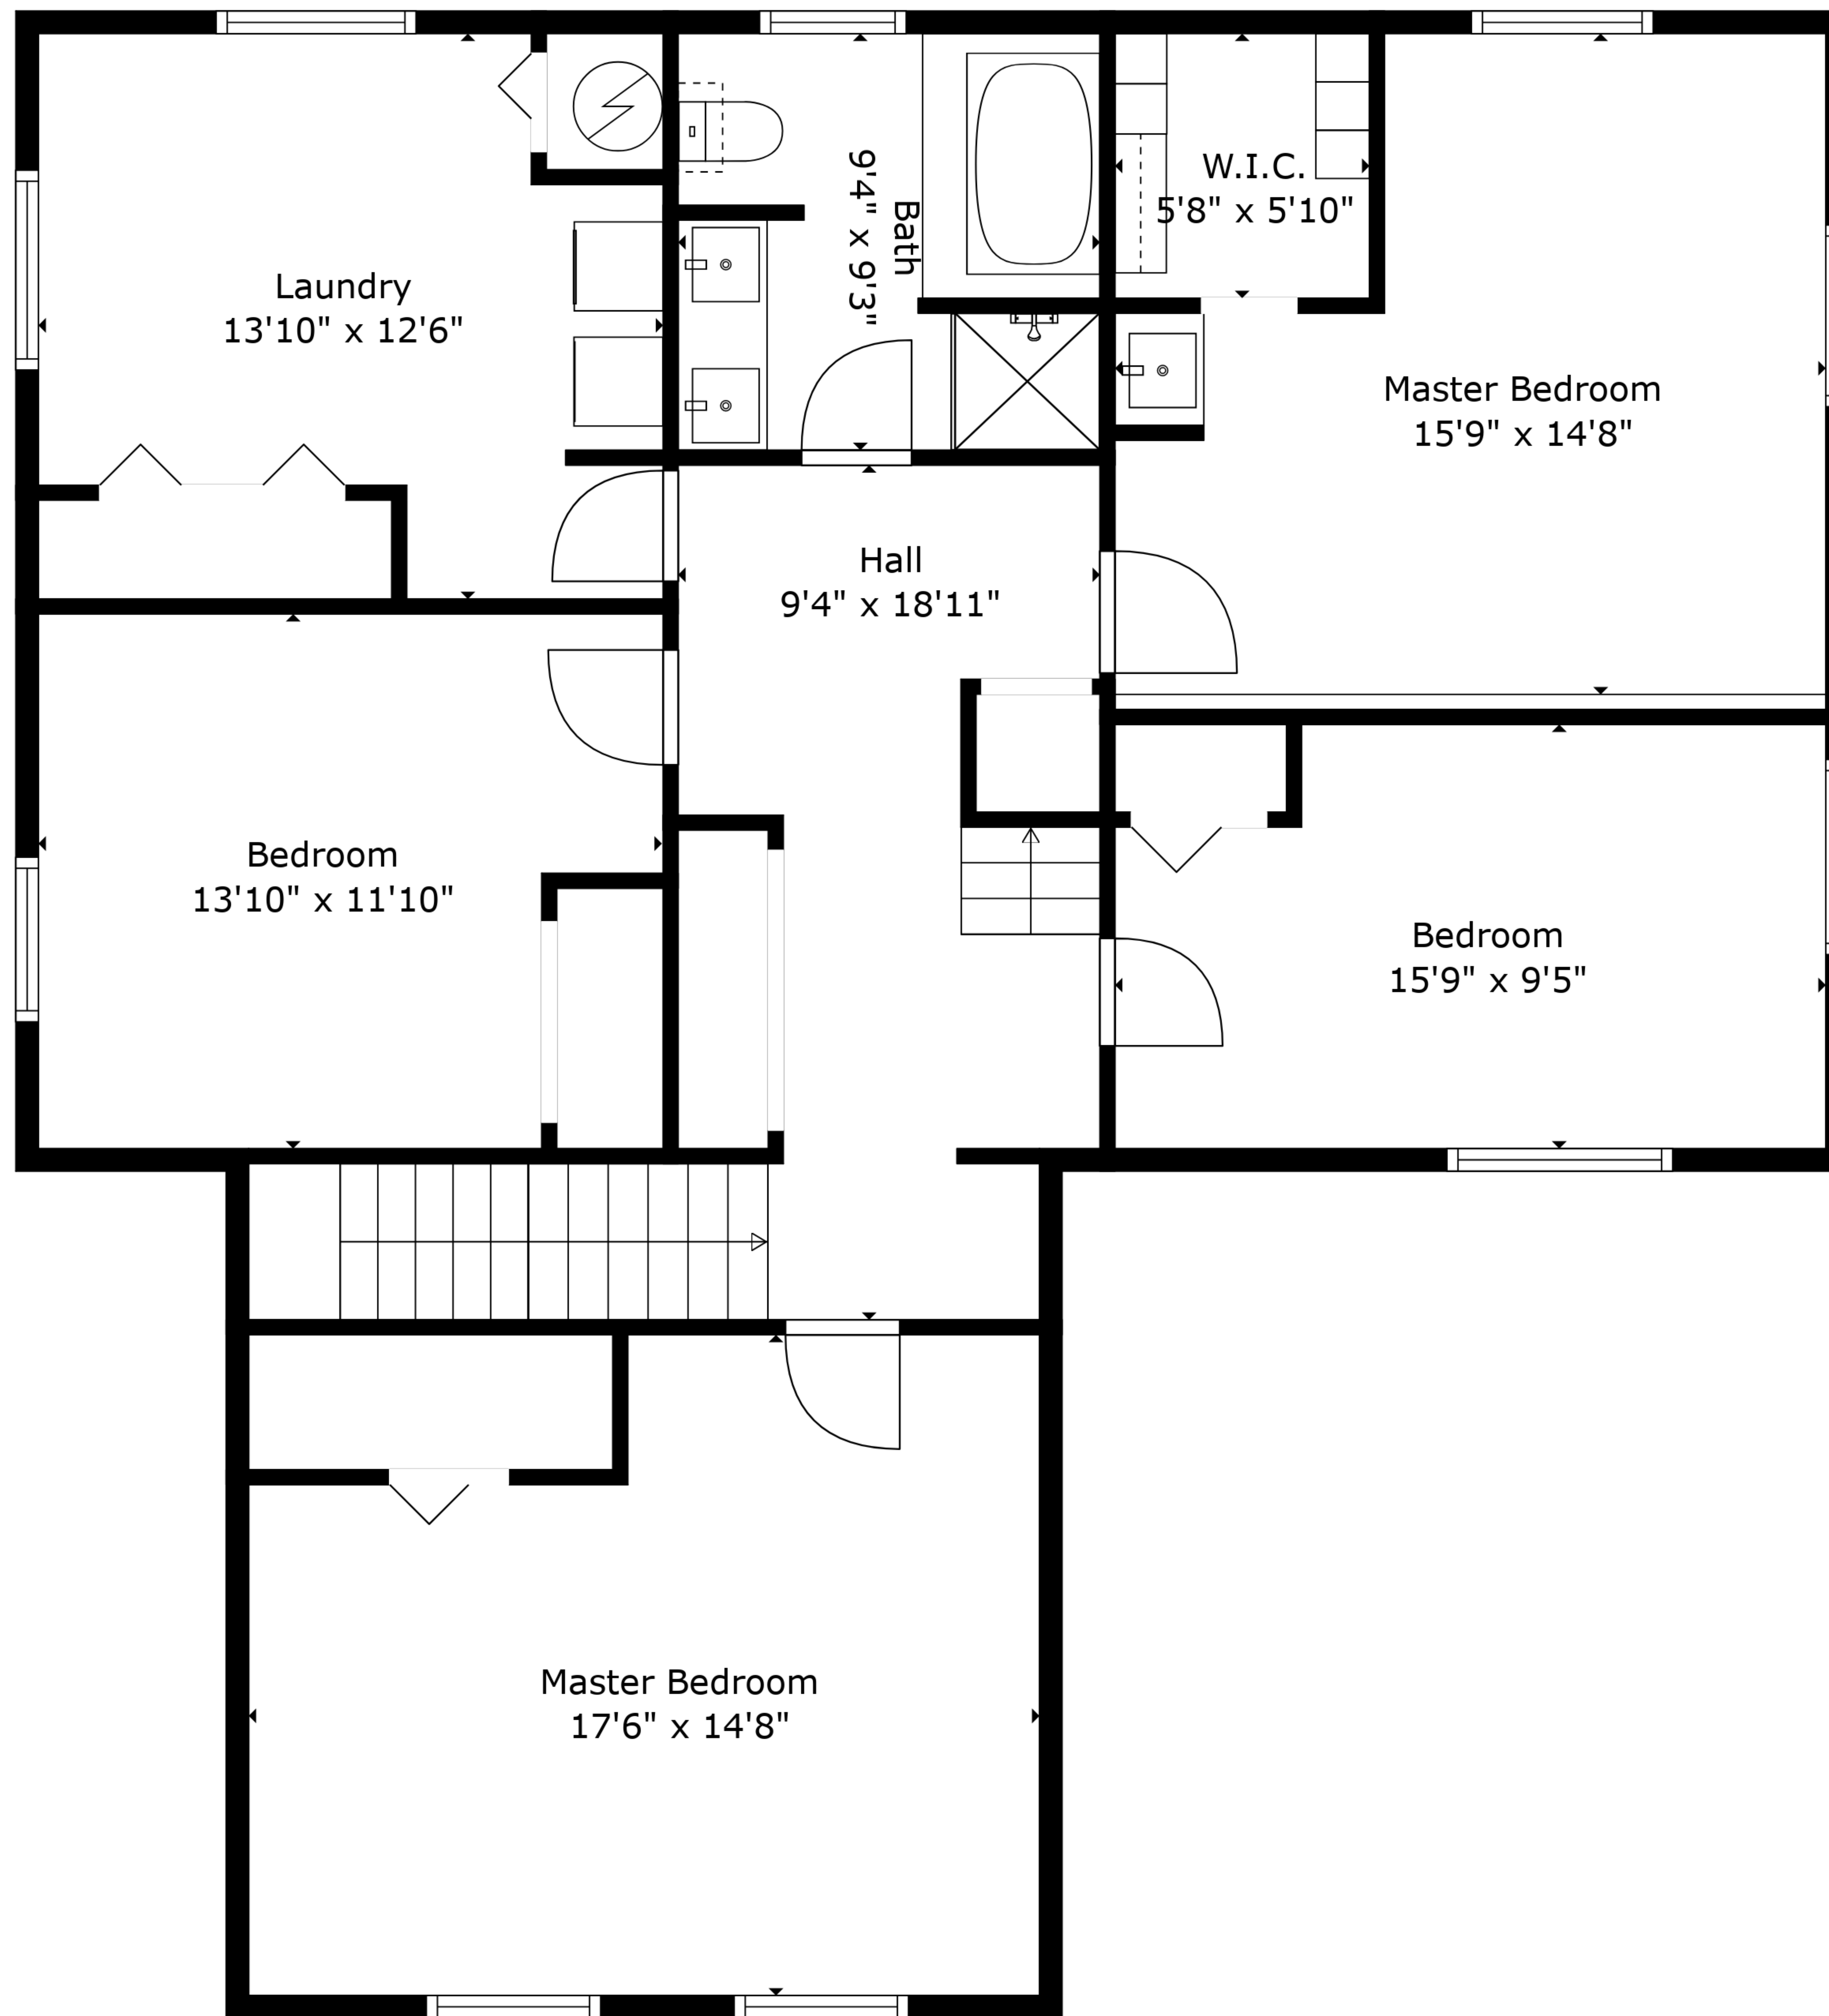 W.I.C.
5'8" x 5'10"
Bath
9'4" x 9'3"
Laundry
13'10" x 12'6"
Master Bedroom
15'9" x 14'8"
Hall
9'4" x 18'11"
Bedroom
13'10" x 11'10"
Bedroom
15'9" x 9'5"
Master Bedroom
17'6" x 14'8"